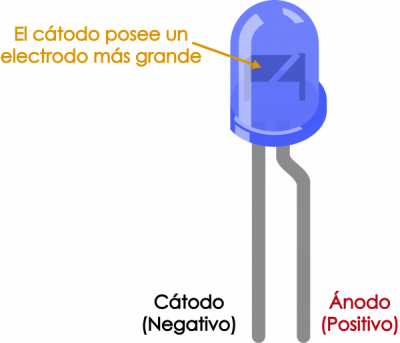 El cátodo posee un
electrodo más grande
Cátodo
(Negativo)
Ánodo
(Positivo)